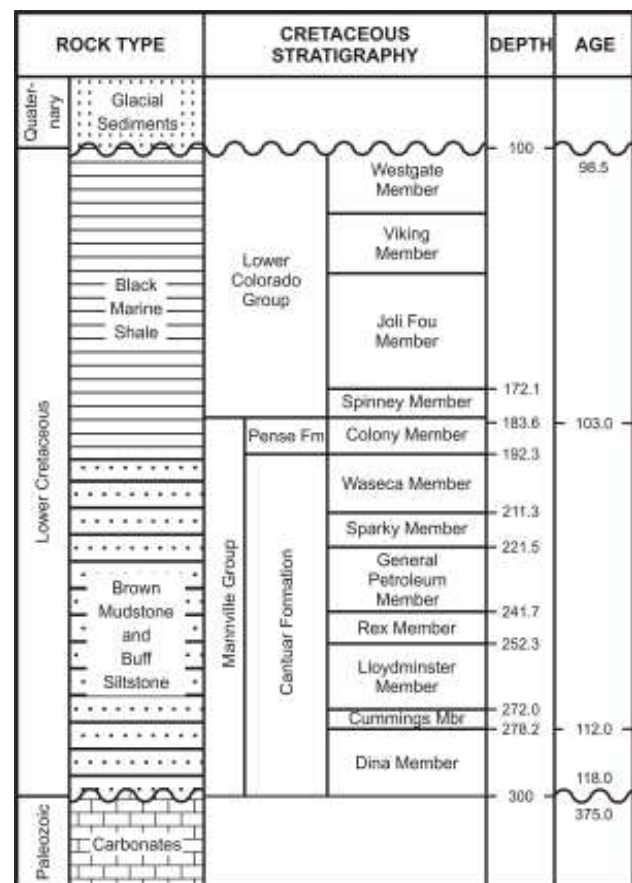 ROCK TYPE
CRETACEOUS
STRATIGRAPHY
DEPTH
AGE
Quater-
nary
Glacial
Sediments
100
98.5
Lower Cretaceous
Black
Marine
Shale
Lower
Colorado
Group
Westgate
Member
Viking
Member
Joli Fou
Member
172.1
Spinney Member
183.6
103.0
Mannville Group
Pense Fm
Colony Member
192.3
Cantuar Formation
Waseca Member
211.3
Sparky Member
221.5
General
Petroleum
Member
241.7
Brown
Mudstone
and
Buff
Siltstone
Rex Member
252.3
Lloydminster
Member
272.0
Cummings Mbr
278.2
112.0
Dina Member
118.0
300
375.0
Paleozoic
Carbonates